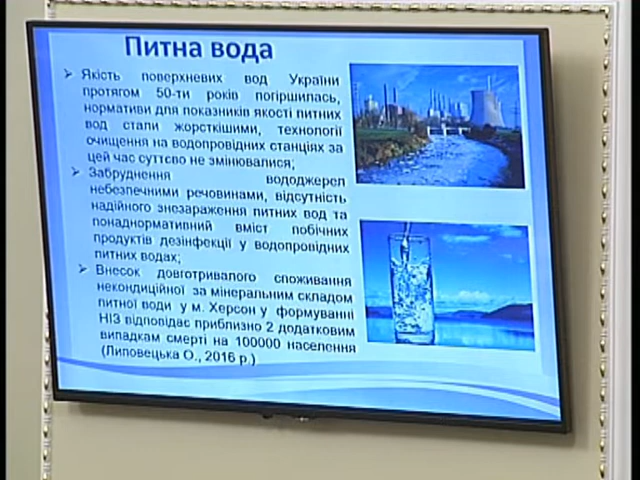 Питна вода
➢ Якість поверхневих вод України
протягом 50-ти років погіршилась,
нормативи для показників якості питних
вод стали жорсткішими, технології
очищення на водопровідних станціях за
цей час суттєво не змінювалися;
➢ Забруднення вододжерел
небезпечними речовинами, відсутність
надійного знезараження питних вод та
понаднормативний вміст побічних
продуктів дезінфекції у водопровідних
питних водах;
➢ Внесок довготривалого споживання
некондиційної за мінеральним складом
питної води у м. Херсон у формуванні
НІЗ відповідає приблизно 2 додатковим
випадкам смерті на 100000 населення
(Липовецька О., 2016 р.)